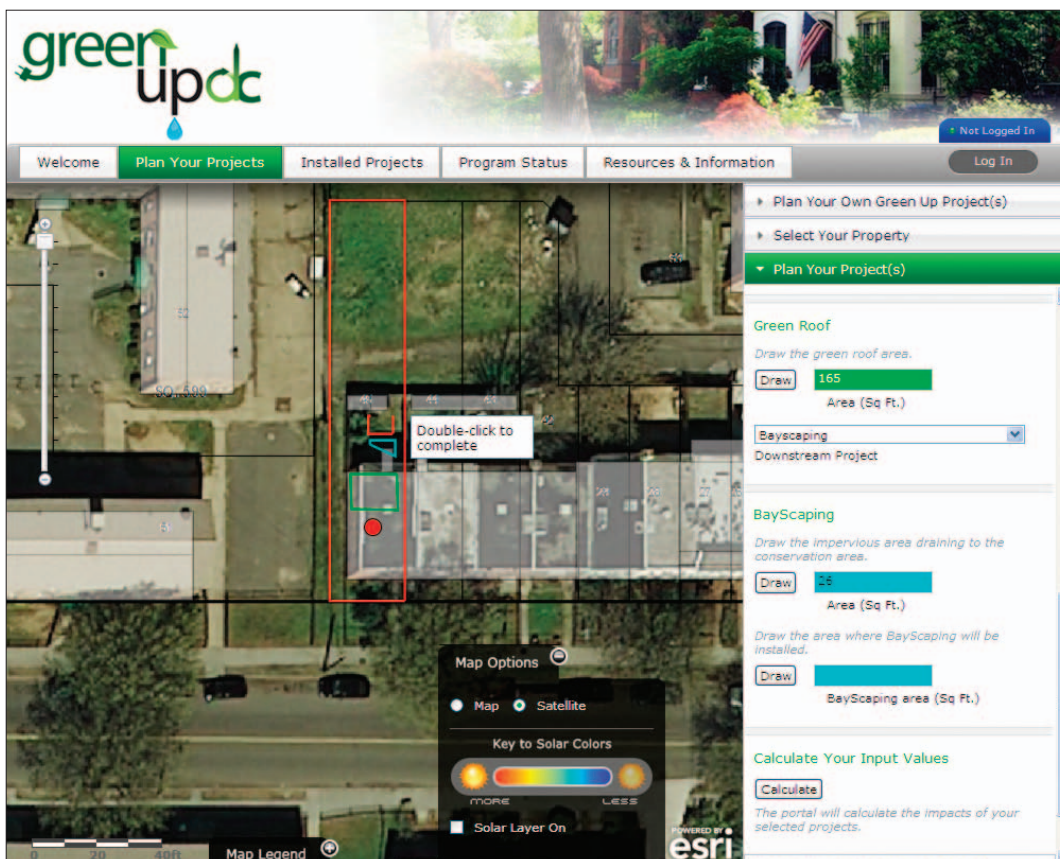 green
updc
Not Logged In
Welcome
Plan Your Projects
Installed Projects
Program Status
Resources & Information
Log In
Plan Your Own Green Up Project(s)
Select Your Property
Plan Your Project(s)
Green Roof
Draw the green roof area.
Draw
165
Area (Sq Ft.)
Bayscaping
Downstream Project
BayScaping
Draw the impervious area draining to the
conservation area.
Draw
26
Area (Sq Ft.)
Draw the area where BayScaping will be
installed.
Draw
BayScaping area (Sq Ft.)
Calculate Your Input Values
Calculate
The portal will calculate the impacts of your
selected projects.
Double-click to
complete
Map Options
Map
Satellite
Key to Solar Colors
MORE
LESS
Solar Layer On
0 20 40ft
Map Legend
POWERED BY
esri